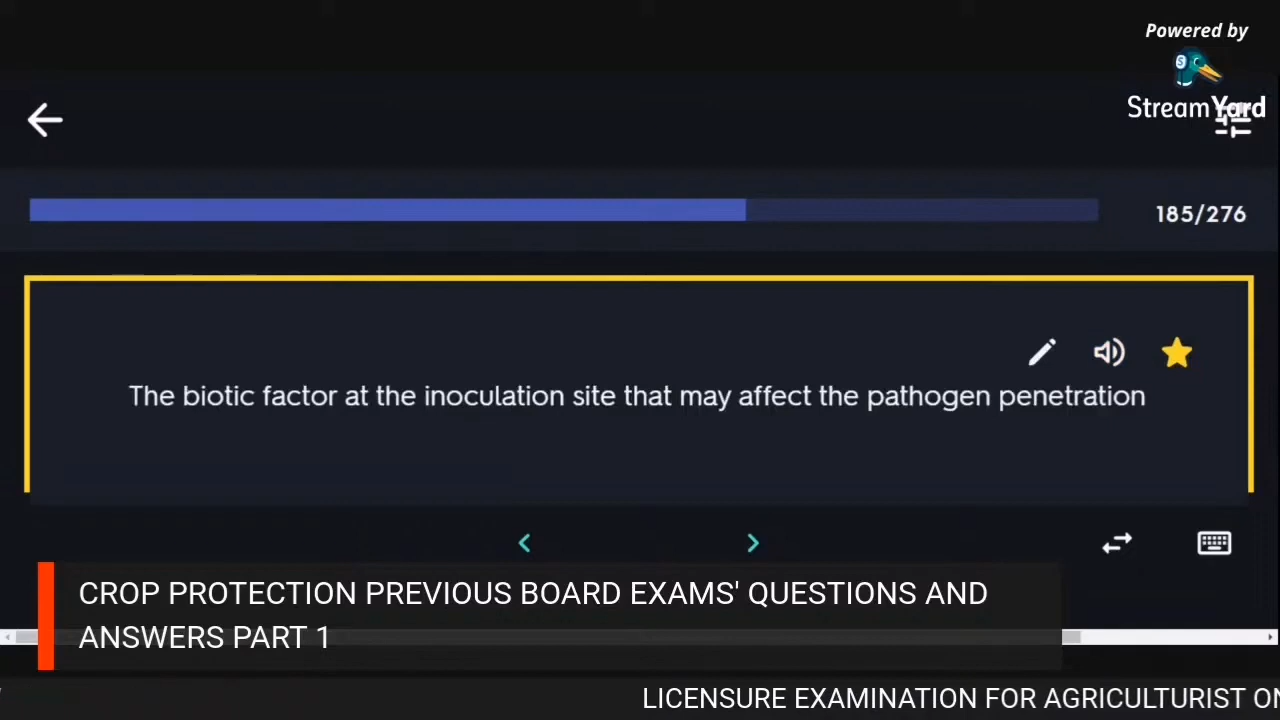 Powered by
StreamYard
185/276
The biotic factor at the inoculation site that may affect the pathogen penetration
CROP PROTECTION PREVIOUS BOARD EXAMS' QUESTIONS AND
ANSWERS PART 1
LICENSURE EXAMINATION FOR AGRICULTURIST